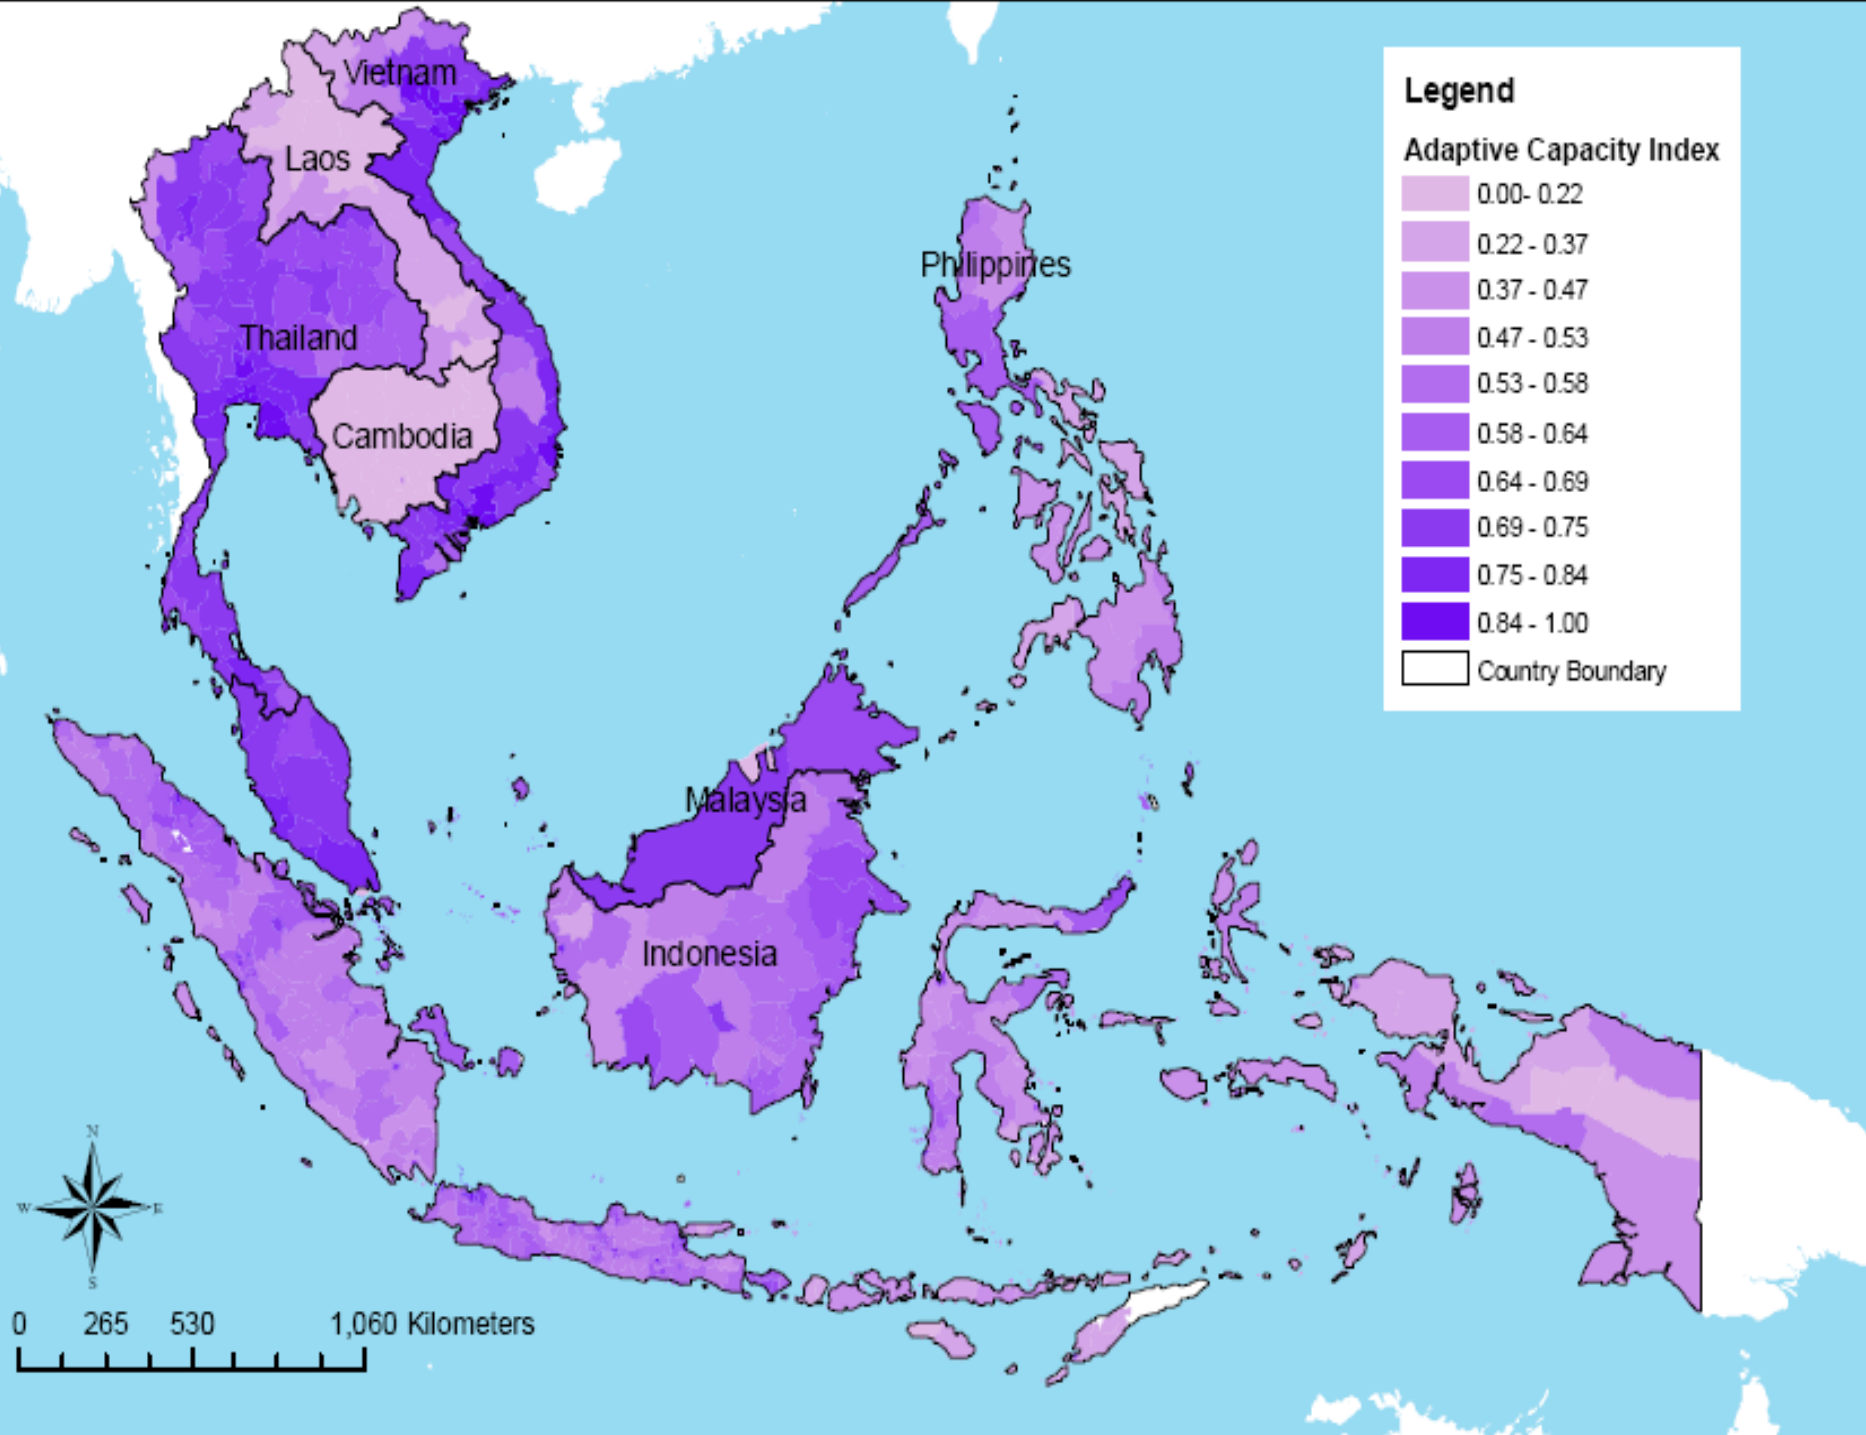 Vietnam
Laos
Thailand
Cambodia
Philippines
Malaysia
Indonesia
Legend
Adaptive Capacity Index
0.00- 0.22
0.22 - 0.37
0.37 - 0.47
0.47 - 0.53
0.53 - 0.58
0.58 - 0.64
0.64 - 0.69
0.69 - 0.75
0.75 - 0.84
0.84 - 1.00
Country Boundary
N
W E
S
0 265 530 1,060 Kilometers